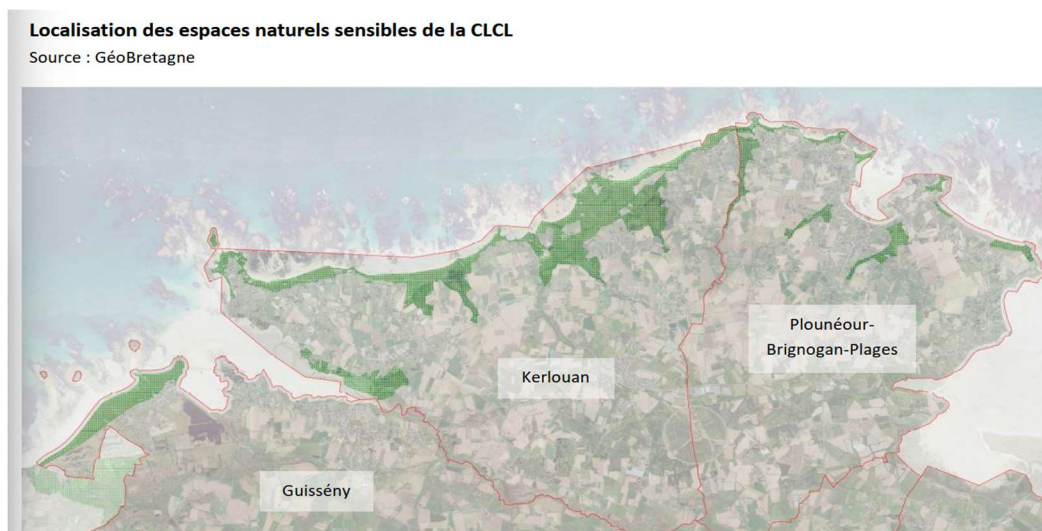 Localisation des espaces naturels sensibles de la CLCL
Source : GéoBretagne
Plounéour-
Brignogan-Plages
Kerlouan
Guissény